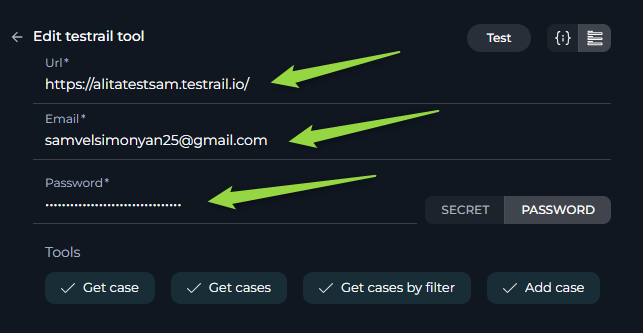 Edit testrail tool
Test
Url*
https://alitatestsam.testrail.io/
Email*
samvelsimonyan25@gmail.com
Password*
SECRET
PASSWORD
Tools
Get case
Get cases
Get cases by filter
Add case